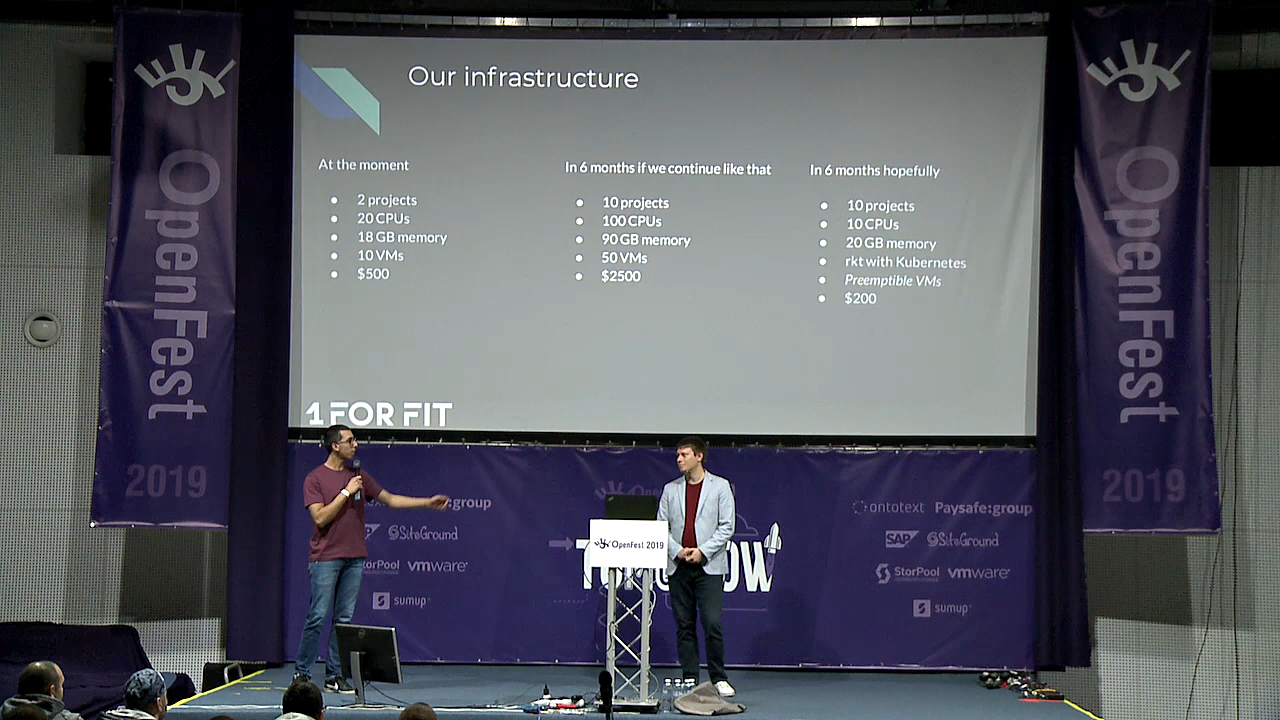 Our infrastructure
At the moment
2 projects
20 CPUs
18 GB memory
10 VMs
$500
In 6 months if we continue like that
10 projects
100 CPUs
90 GB memory
50 VMs
$2500
In 6 months hopefully
10 projects
10 CPUs
20 GB memory
rkt with Kubernetes
Preemptible VMs
$200
1 FOR FIT
OpenFest
2019
OpenFest
2019
:group
SiteGround
StorPool
vmware
sumup
OpenFest 2019
ontotext
Paysafe:group
SAP
SiteGround
StorPool
vmware
sumup